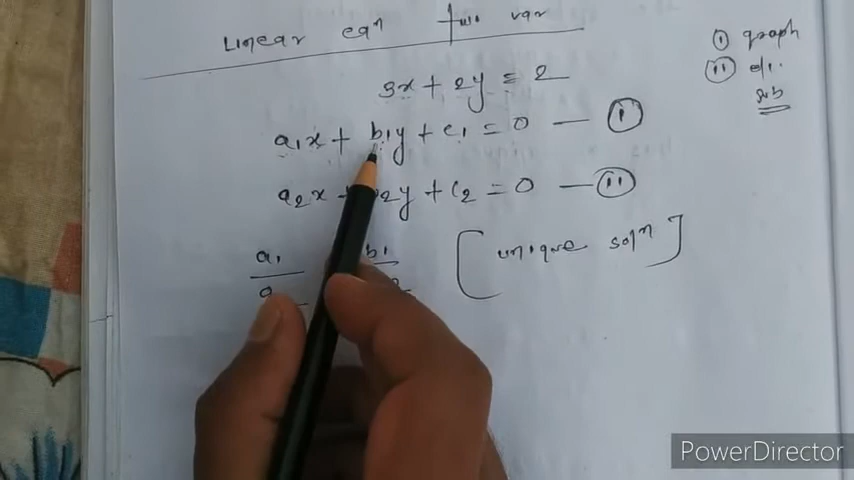 Linear eqn two var
3x + 2y = 2
a₁x + b₁y + c₁ = 0 — (I)
a₂x + 2y + c₂ = 0 — (II)
a₁ b₁ [unique soln]
(I) graph
(II) eli.
sub
PowerDirector